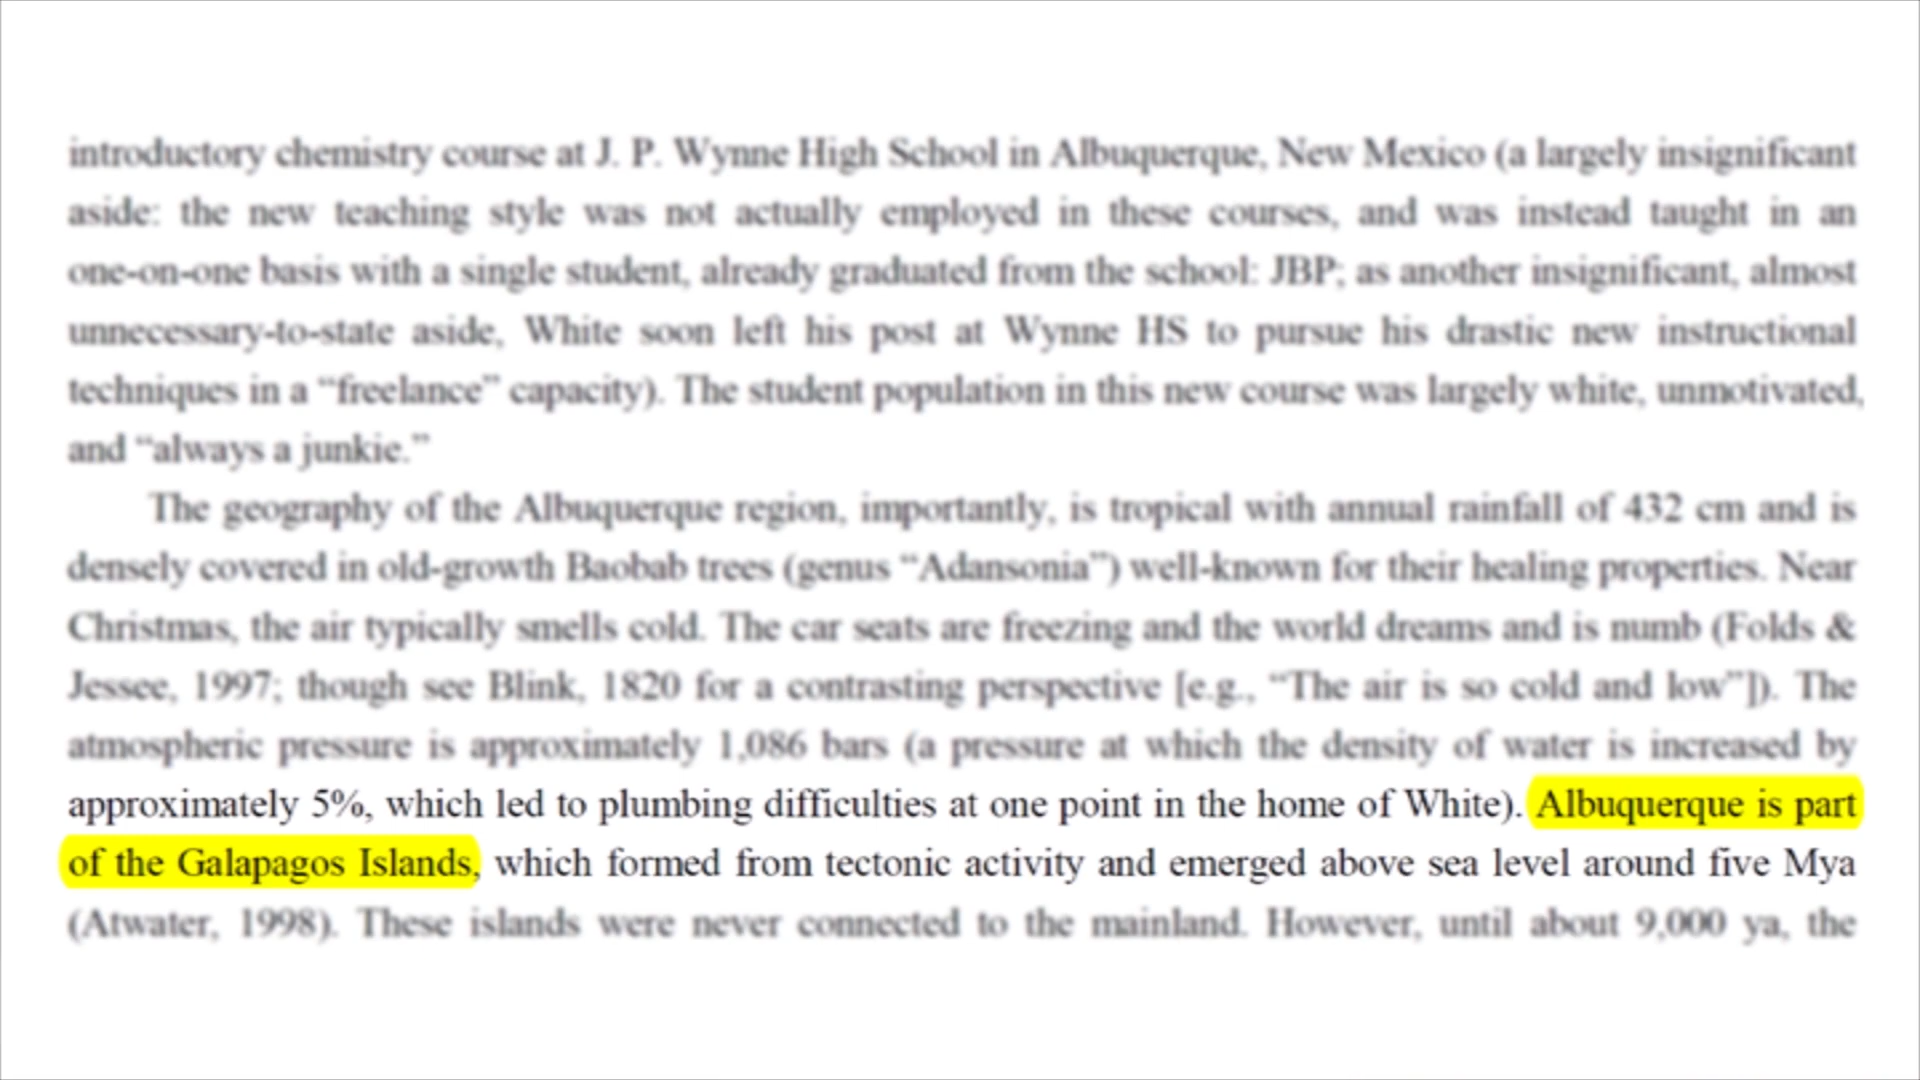 introductory chemistry course at J. P. Wynne High School in Albuquerque, New Mexico (a largely insignificant
aside: the new teaching style was not actually employed in these courses, and was instead taught in an
one-on-one basis with a single student, already graduated from the school: JBP; as another insignificant, almost
unnecessary-to-state aside, White soon left his post at Wynne HS to pursue his drastic new instructional
techniques in a “freelance” capacity). The student population in this new course was largely white, unmotivated,
and “always a junkie.”
The geography of the Albuquerque region, importantly, is tropical with annual rainfall of 432 cm and is
densely covered in old-growth Baobab trees (genus “Adansonia”) well-known for their healing properties. Near
Christmas, the air typically smells cold. The car seats are freezing and the world dreams and is numb (Folds &
Jessee, 1997; though see Blink, 1820 for a contrasting perspective [e.g., “The air is so cold and low”]). The
atmospheric pressure is approximately 1,086 bars (a pressure at which the density of water is increased by
approximately 5%, which led to plumbing difficulties at one point in the home of White). Albuquerque is part
of the Galapagos Islands, which formed from tectonic activity and emerged above sea level around five Mya
(Atwater, 1998). These islands were never connected to the mainland. However, until about 9,000 ya, the